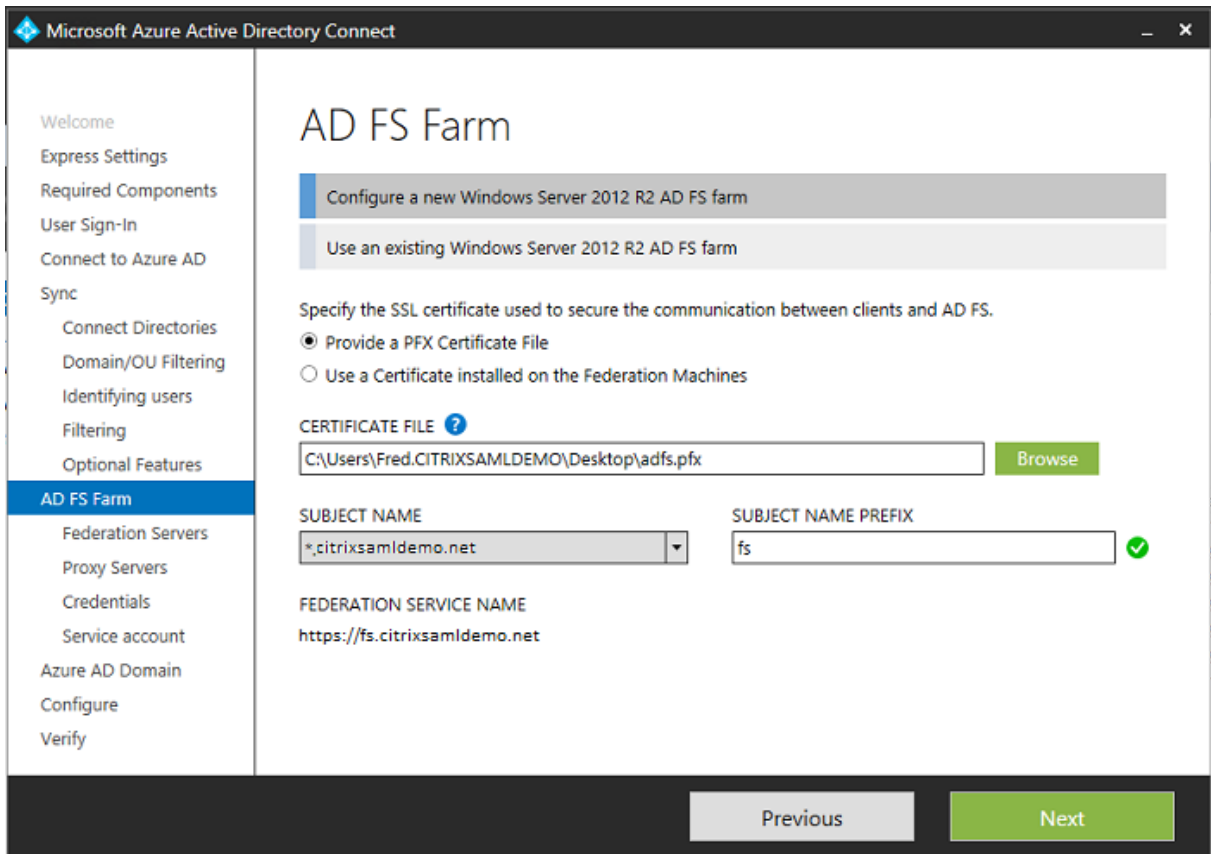 Microsoft Azure Active Directory Connect
Welcome
Express Settings
Required Components
User Sign-In
Connect to Azure AD
Sync
Connect Directories
Domain/OU Filtering
Identifying users
Filtering
Optional Features
AD FS Farm
Federation Servers
Proxy Servers
Credentials
Service account
Azure AD Domain
Configure
Verify
AD FS Farm
Configure a new Windows Server 2012 R2 AD FS farm
Use an existing Windows Server 2012 R2 AD FS farm
Specify the SSL certificate used to secure the communication between clients and AD FS.
Provide a PFX Certificate File
Use a Certificate installed on the Federation Machines
CERTIFICATE FILE ?
C:\Users\Fred.CITRIXSAMLDEMO\Desktop\adfs.pfx
Browse
SUBJECT NAME
*.citrixsamldemo.net
SUBJECT NAME PREFIX
fs
FEDERATION SERVICE NAME
https://fs.citrixsamldemo.net
Previous
Next